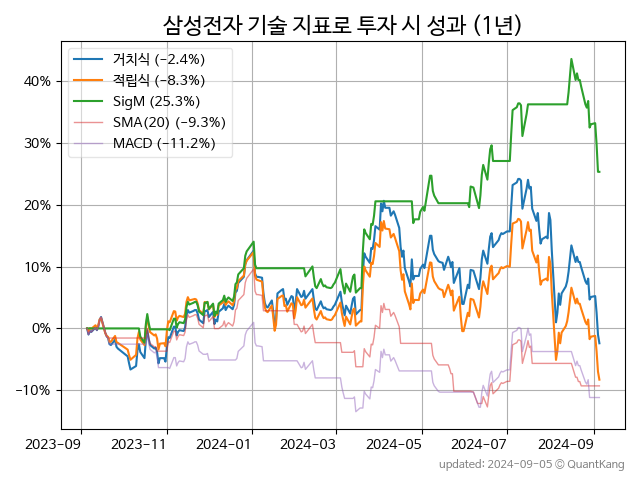 삼성전자 기술 지표로 투자 시 성과 (1년)
거치식 (−2.4%)
적립식 (−8.3%)
SigM (25.3%)
SMA(20) (−9.3%)
MACD (−11.2%)
40%
30%
20%
10%
0%
−10%
2023-09 2023-11 2024-01 2024-03 2024-05 2024-07 2024-09
updated: 2024-09-05 © QuantKang